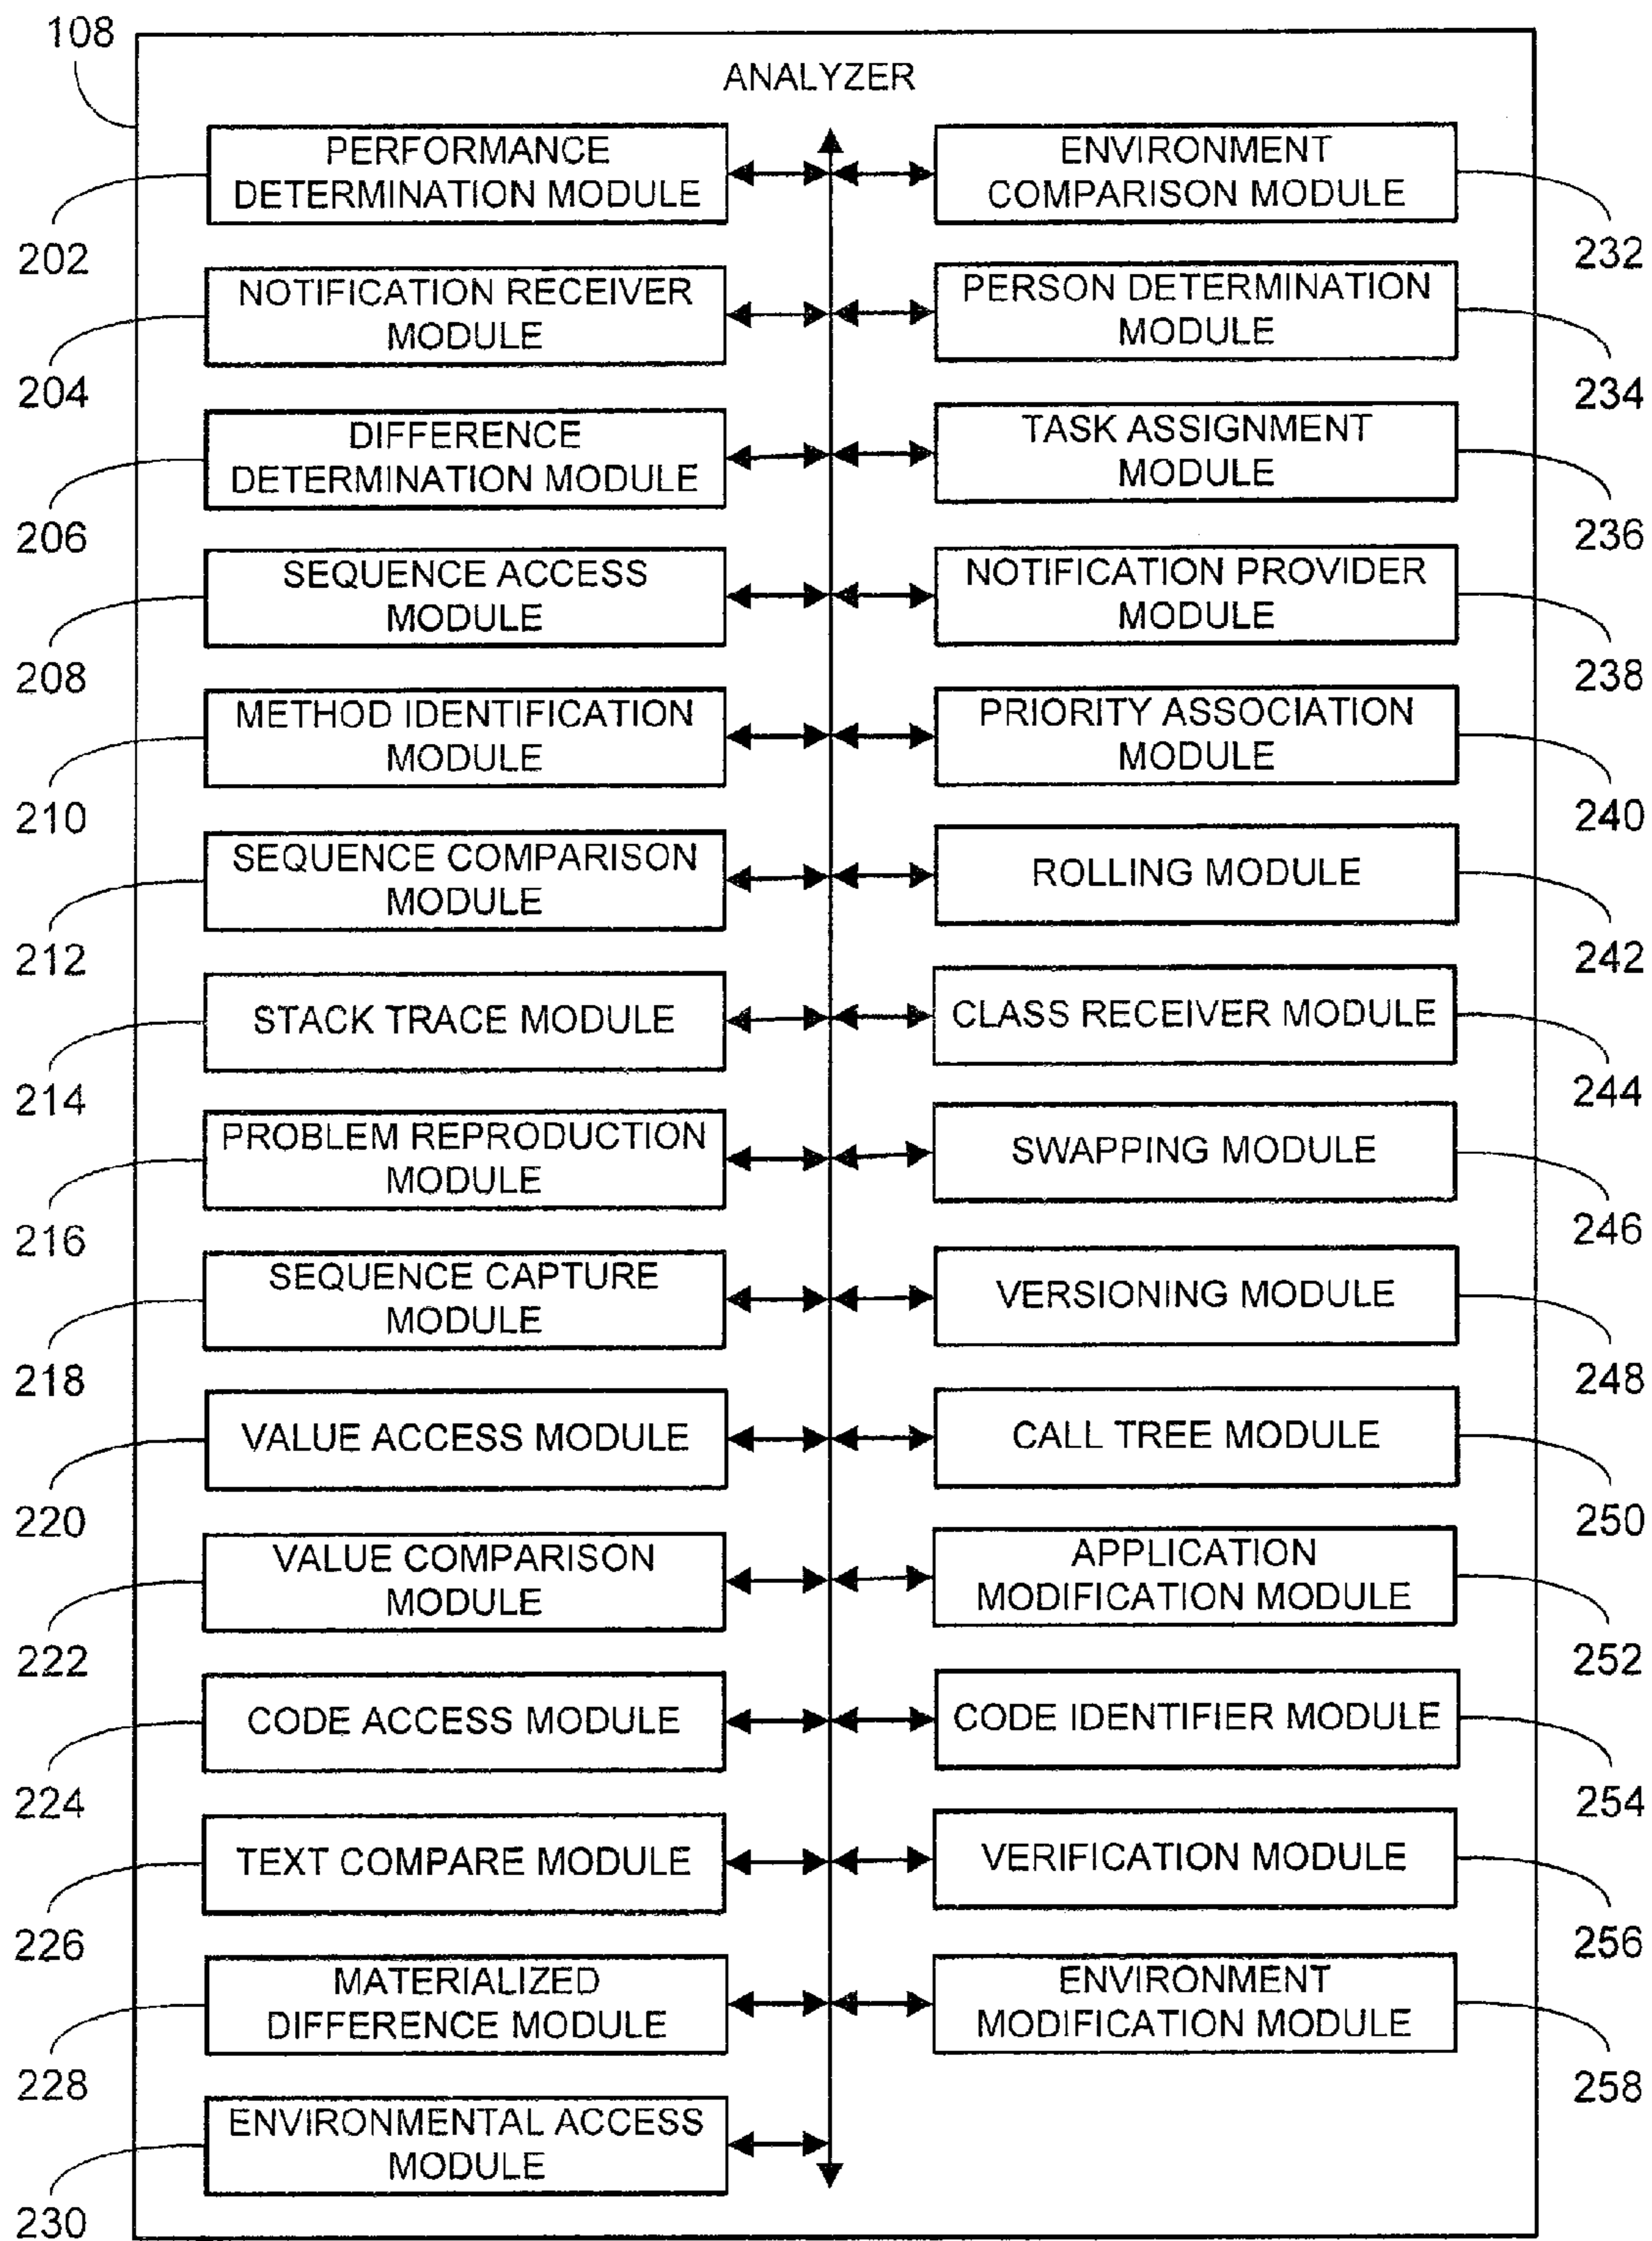 108
ANALYZER
PERFORMANCE
DETERMINATION MODULE
202
NOTIFICATION RECEIVER
MODULE
204
DIFFERENCE
DETERMINATION MODULE
206
SEQUENCE ACCESS
MODULE
208
METHOD IDENTIFICATION
MODULE
210
SEQUENCE COMPARISON
MODULE
212
STACK TRACE MODULE
214
PROBLEM REPRODUCTION
MODULE
216
SEQUENCE CAPTURE
MODULE
218
VALUE ACCESS MODULE
220
VALUE COMPARISON
MODULE
222
CODE ACCESS MODULE
224
TEXT COMPARE MODULE
226
MATERIALIZED
DIFFERENCE MODULE
228
ENVIRONMENTAL ACCESS
MODULE
230
ENVIRONMENT
COMPARISON MODULE
232
PERSON DETERMINATION
MODULE
234
TASK ASSIGNMENT
MODULE
236
NOTIFICATION PROVIDER
MODULE
238
PRIORITY ASSOCIATION
MODULE
240
ROLLING MODULE
242
CLASS RECEIVER MODULE
244
SWAPPING MODULE
246
VERSIONING MODULE
248
CALL TREE MODULE
250
APPLICATION
MODIFICATION MODULE
252
CODE IDENTIFIER MODULE
254
VERIFICATION MODULE
256
ENVIRONMENT
MODIFICATION MODULE
258